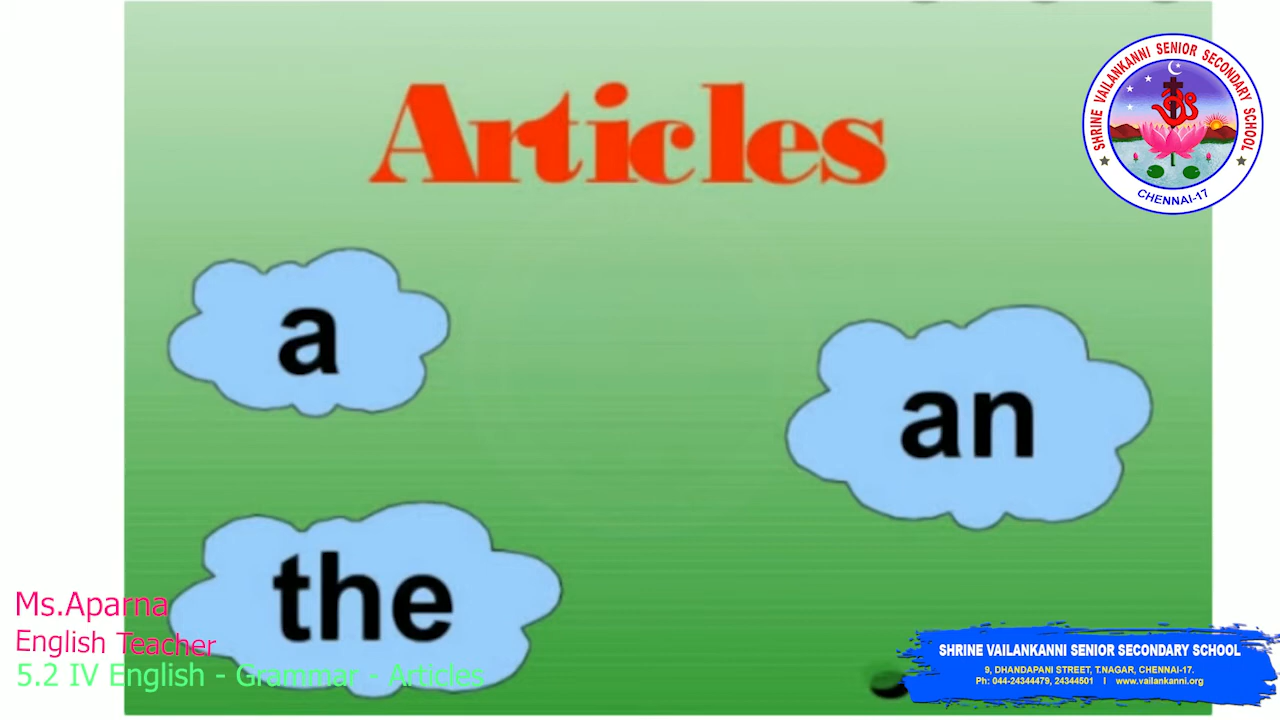 Articles
SHRINE VAILANKANNI SENIOR SECONDARY SCHOOL
CHENNAI-17
a
an
the
Ms.Aparna
English Teacher
5.2 IV English - Grammar - Articles
SHRINE VAILANKANNI SENIOR SECONDARY SCHOOL
9, DHANDAPANI STREET, T.NAGAR, CHENNAI-17.
Ph: 044-24344479, 24344501 I www.vailankanni.org